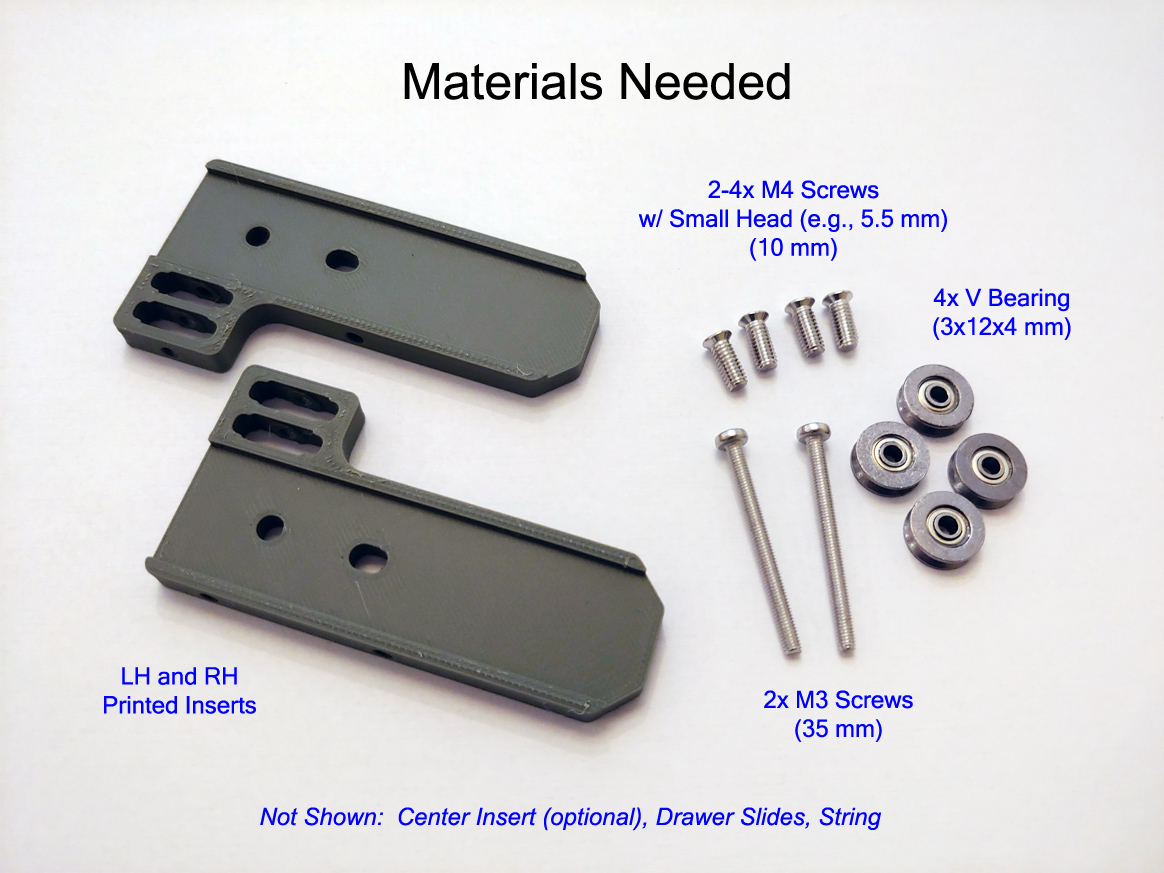 Materials Needed
2-4x M4 Screws
w/ Small Head (e.g., 5.5 mm)
(10 mm)
4x V Bearing
(3x12x4 mm)
LH and RH
Printed Inserts
2x M3 Screws
(35 mm)
Not Shown:  Center Insert (optional), Drawer Slides, String